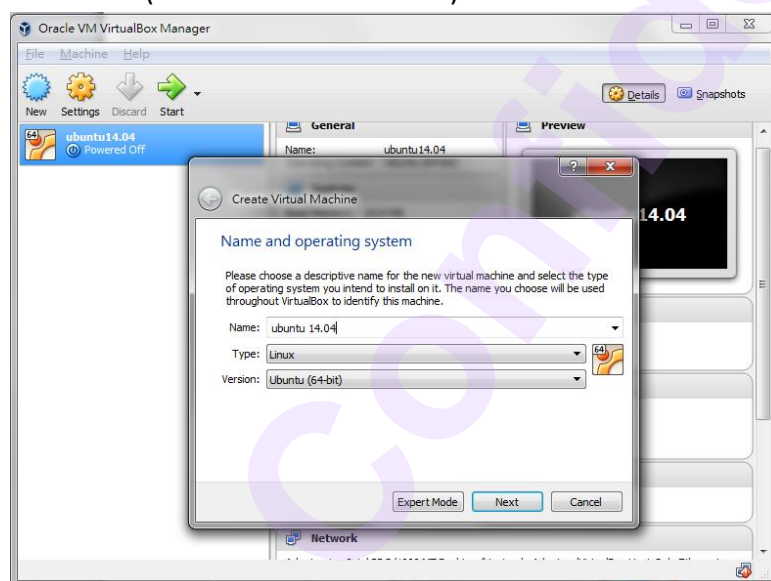 Oracle VM VirtualBox Manager
File Machine Help
New Settings Discard Start
Details Snapshots
64 ubuntu14.04
Powered Off
General
Name: ubuntu14.04
Preview
14.04
Create Virtual Machine
Name and operating system
Please choose a descriptive name for the new virtual machine and select the type
of operating system you intend to install on it. The name you choose will be used
throughout VirtualBox to identify this machine.
Name: ubuntu 14.04
Type: Linux
64
Version: Ubuntu (64-bit)
Expert Mode Next Cancel
Network